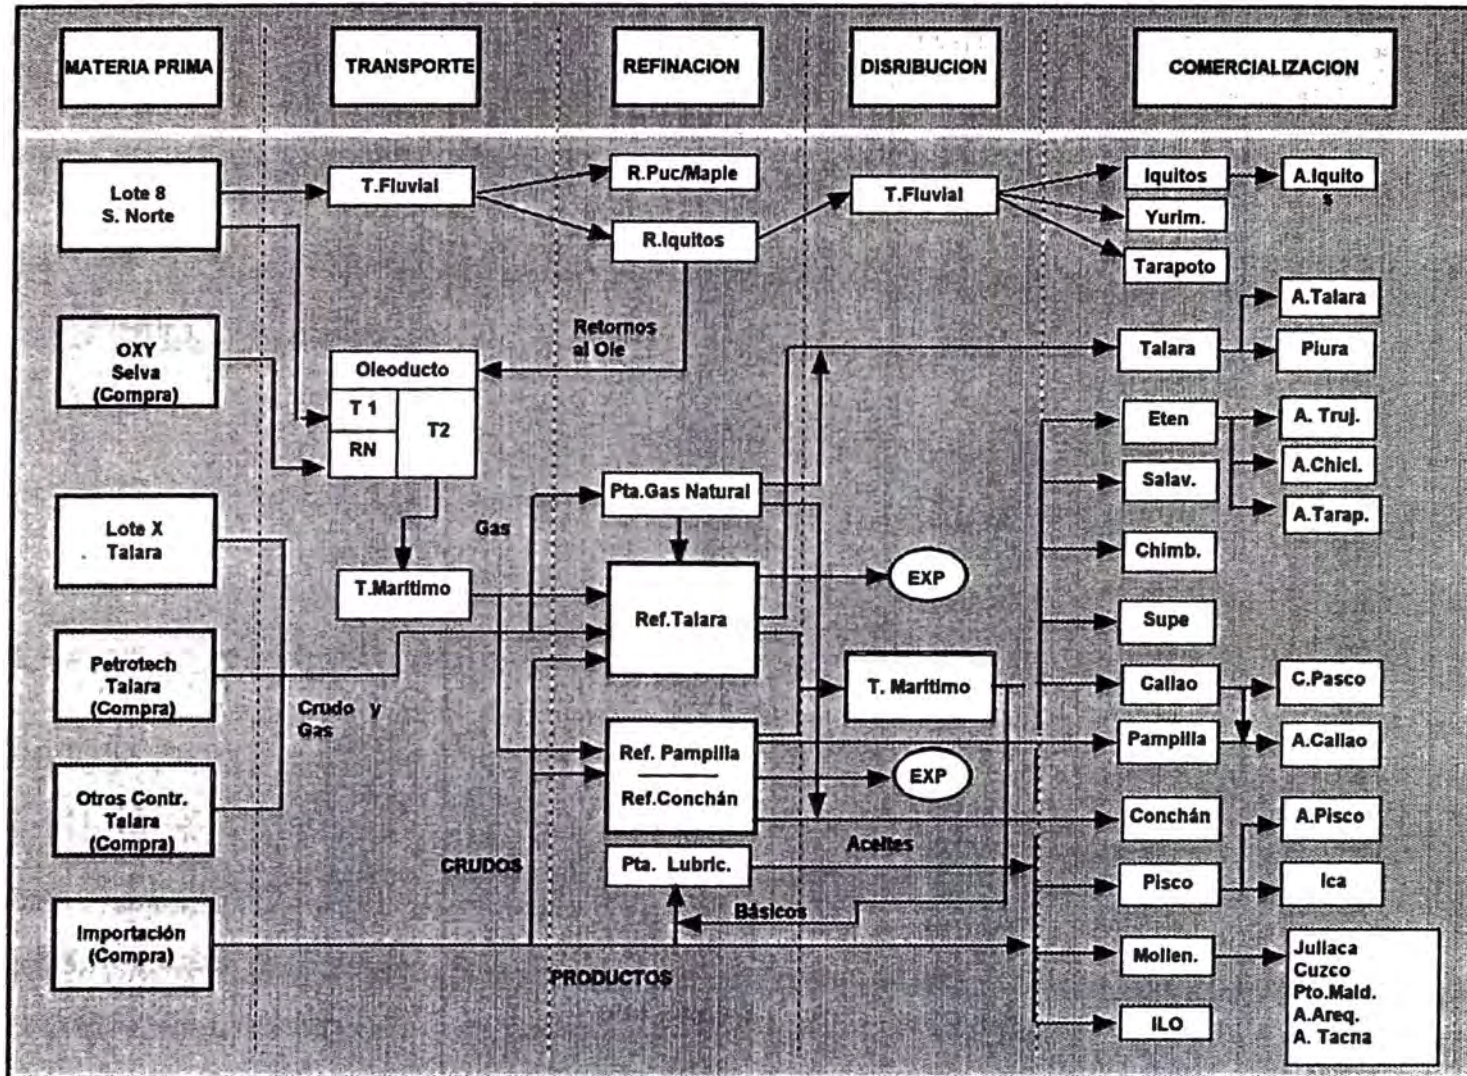 MATERIA PRIMA
TRANSPORTE
REFINACION
DISRIBUCION
COMERCIALIZACION
Lote 8
S. Norte
T.Fluvial
R.Puc/Maple
R.Iquitos
T.Fluvial
Iquitos
A.Iquito
s
Yurim.
Tarapoto
OXY
Selva
(Compra)
Retornos
al Ole
Oleoducto
T 1
RN
T2
Talara
A.Talara
Piura
Eten
A. Truj.
A.Chicl.
A.Tarap.
Salav.
Chimb.
Supe
Lote X
Talara
Gas
Pta.Gas Natural
T.Marítimo
Ref.Talara
EXP
Petrotech
Talara
(Compra)
Crudo y
Gas
T. Marítimo
Callao
C.Pasco
Pampilla
A.Callao
Ref. Pampilla
Ref.Conchán
EXP
Otros Contr.
Talara
(Compra)
Conchán
A.Pisco
CRUDOS
Pta. Lubric.
Aceites
Pisco
Ica
Básicos
Importación
(Compra)
PRODUCTOS
Mollen.
Juliaca
Cuzco
Pto.Mald.
A.Areq.
A. Tacna
ILO